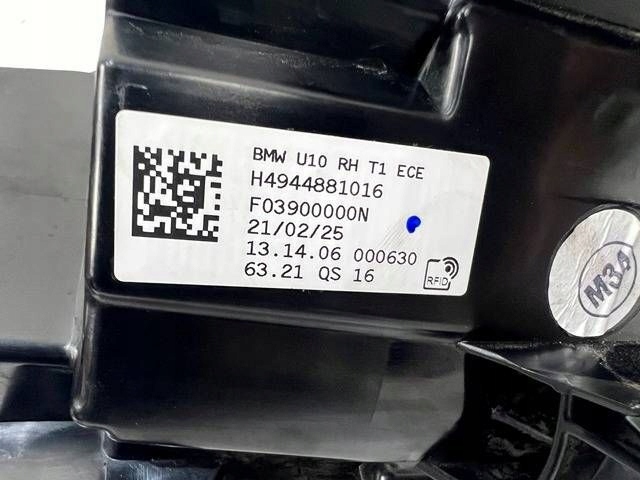 BMW U10 RH T1 ECE
H4944881016
F03900000N
21/02/25
13.14.06 000630
63.21 QS 16
RFID
M3A